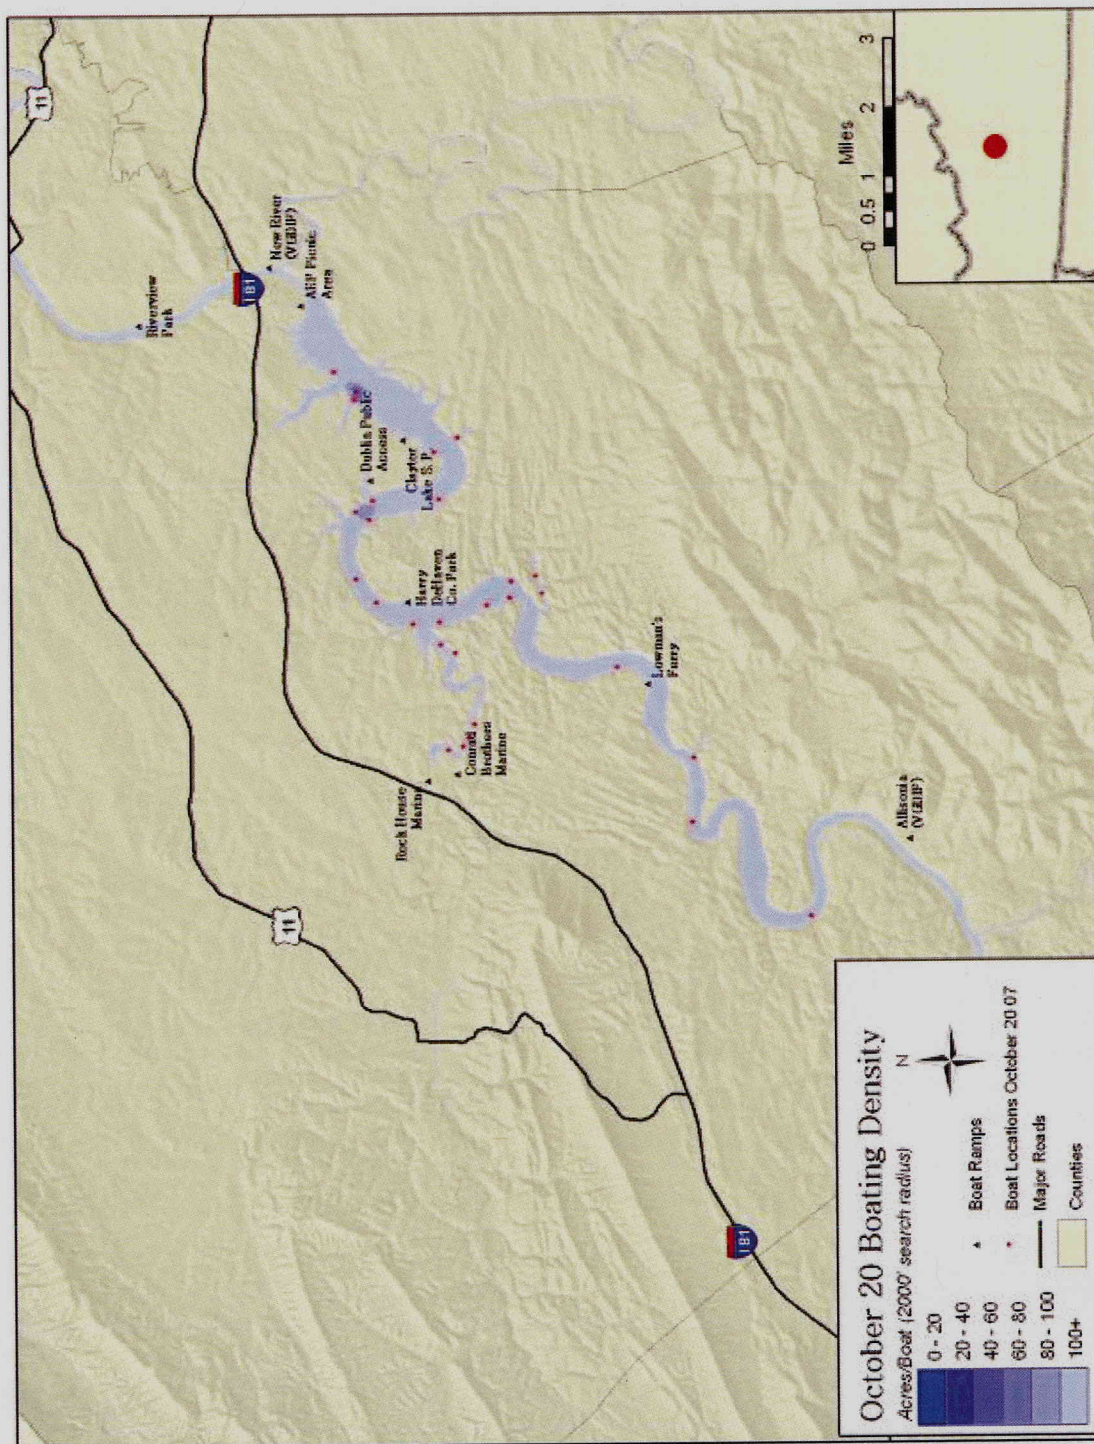 11
New River
(VGDIF)
AEP Picnic
Area
I 81
Riverview
Park
Dublin Public
Access
Claytor
Lake S. P.
Harry
DeHaven
Co. Park
Lowman's
Ferry
Conrad
Brothers
Marine
Rock House
Marine
Allisonia
(VGDIF)
11
I 81
Miles
0 0.5 1 2 3
October 20 Boating Density
Acres/Boat (2000' search radius)
N
0 - 20
20 - 40
40 - 60
60 - 80
80 - 100
100+
Boat Ramps
Boat Locations October 20 07
Major Roads
Counties